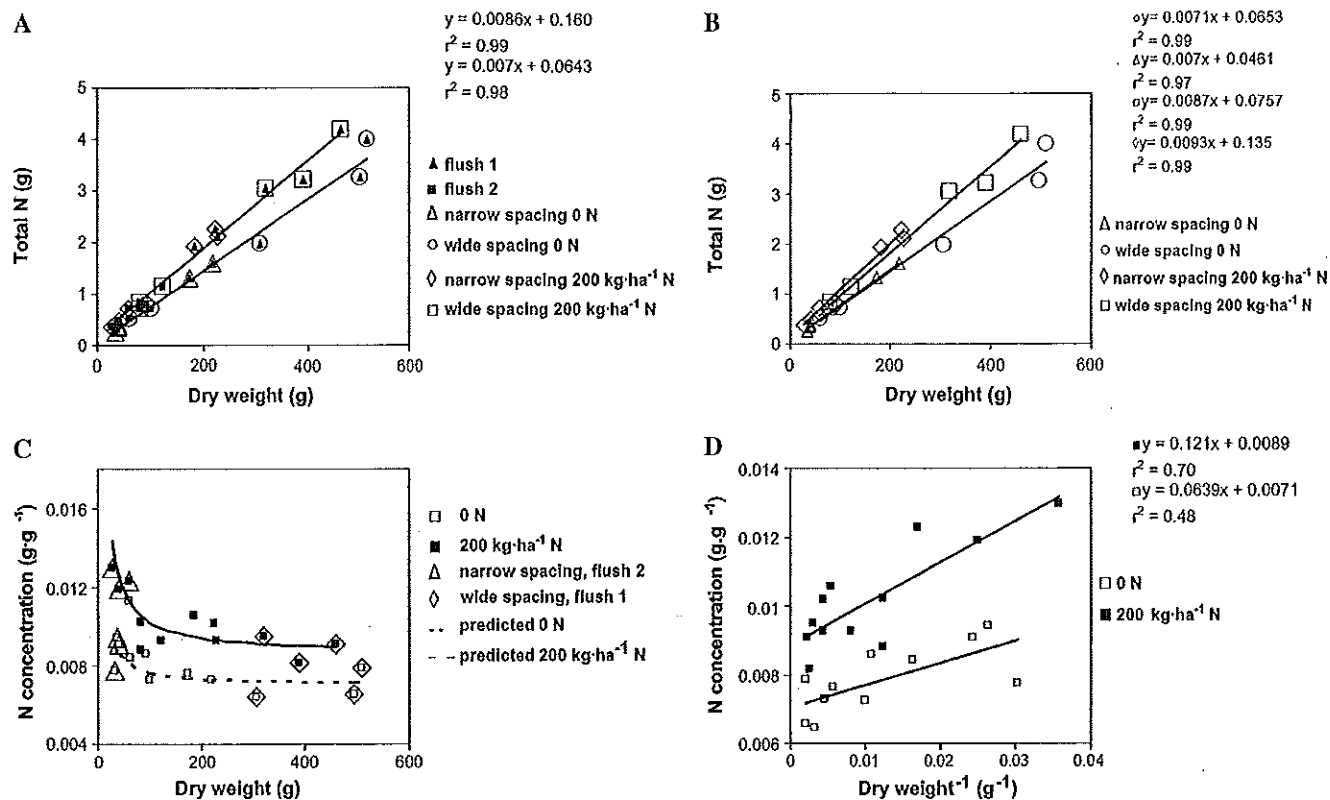 A
y = 0.0086x + 0.160
r² = 0.99
y = 0.007x + 0.0643
r² = 0.98
5
4
3
2
1
0
Total N (g)
0 200 400 600
Dry weight (g)
▲ flush 1
■ flush 2
△ narrow spacing 0 N
○ wide spacing 0 N
◇ narrow spacing 200 kg·ha⁻¹ N
□ wide spacing 200 kg·ha⁻¹ N
B
○y= 0.0071x + 0.0653
r² = 0.99
△y= 0.007x + 0.0461
r² = 0.97
□y= 0.0087x + 0.0757
r² = 0.99
◇y= 0.0093x + 0.135
r² = 0.99
5
4
3
2
1
0
Total N (g)
0 200 400 600
Dry weight (g)
△ narrow spacing 0 N
○ wide spacing 0 N
◇ narrow spacing 200 kg·ha⁻¹ N
□ wide spacing 200 kg·ha⁻¹ N
C
0.016
0.012
0.008
0.004
N concentration (g·g⁻¹)
0 200 400 600
Dry weight (g)
□ 0 N
■ 200 kg·ha⁻¹ N
△ narrow spacing, flush 2
◇ wide spacing, flush 1
-- predicted 0 N
-- predicted 200 kg·ha⁻¹ N
D
■y = 0.121x + 0.0089
r² = 0.70
□y = 0.0639x + 0.0071
r² = 0.48
0.014
0.012
0.01
0.008
0.006
N concentration (g·g⁻¹)
0 0.01 0.02 0.03 0.04
Dry weight⁻¹ (g⁻¹)
□ 0 N
■ 200 kg·ha⁻¹ N